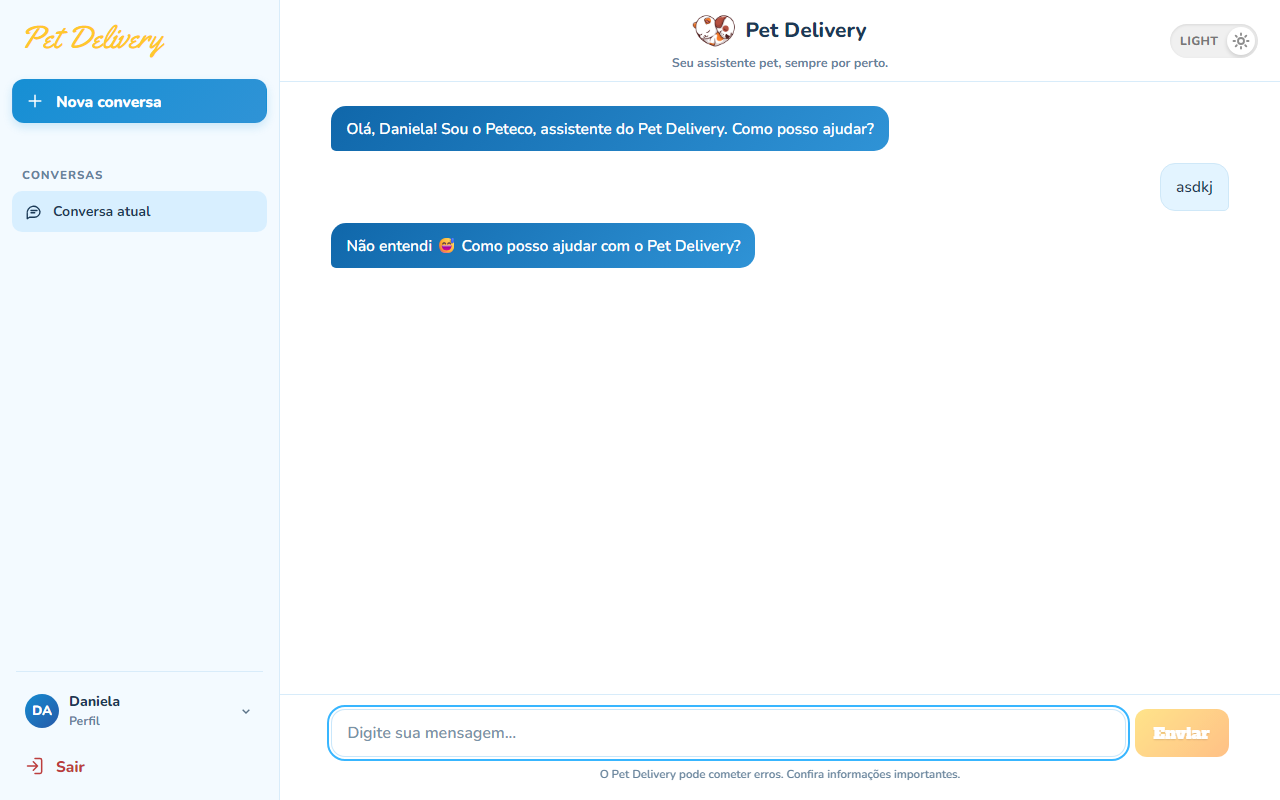 Pet Delivery
Nova conversa
CONVERSAS
Conversa atual
Daniela
DA
Perfil
Sair
Pet Delivery
Seu assistente pet, sempre por perto.
LIGHT
Olá, Daniela! Sou o Peteco, assistente do Pet Delivery. Como posso ajudar?
asdkj
Não entendi 😅 Como posso ajudar com o Pet Delivery?
Digite sua mensagem...
Enviar
O Pet Delivery pode cometer erros. Confira informações importantes.